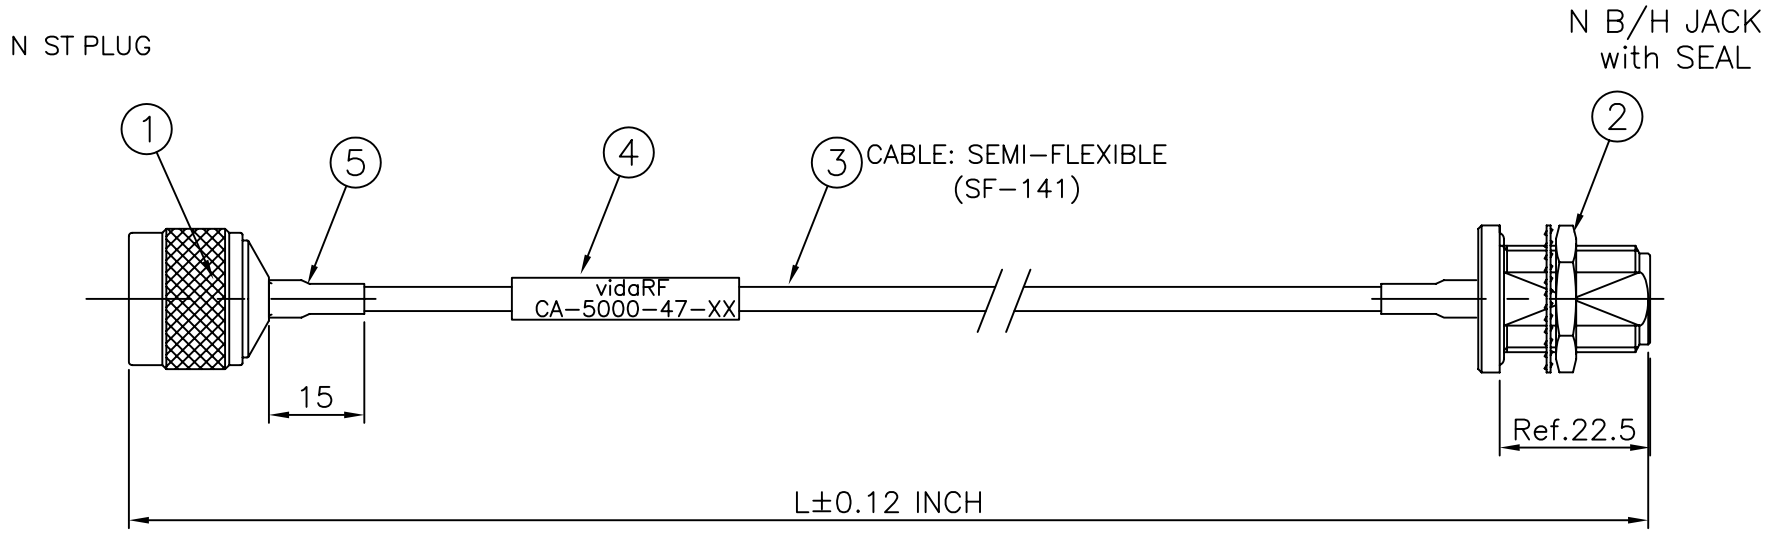 N ST PLUG
N B/H JACK
with SEAL
1
5
4
3
CABLE: SEMI-FLEXIBLE
(SF-141)
2
vidaRF
CA-5000-47-XX
15
Ref.22.5
L±0.12 INCH